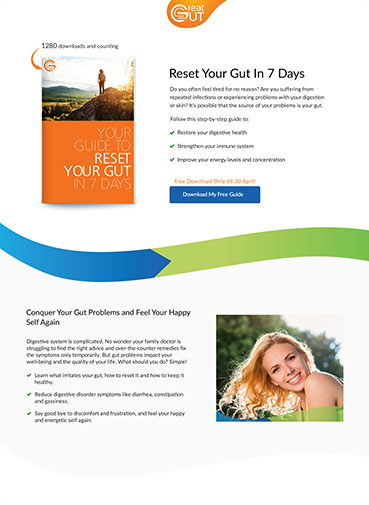 Great
GUT
1280 downloads and counting
YOUR
GUIDE TO
RESET
YOUR GUT
IN 7 DAYS
Reset Your Gut In 7 Days
Do you often feel tired for no reason? Are you suffering from
repeated infections or experiencing problems with your digestion
or skin? It's possible that the source of your problems is your gut.
Follow this step-by-step guide to:
Restore your digestive health
Strengthen your immune system
Improve your energy levels and concentration
Free Download Only till 30 April!
Download My Free Guide
Conquer Your Gut Problems and Feel Your Happy
Self Again
Digestive system is complicated. No wonder your family doctor is
struggling to find the right advice and over-the-counter remedies fix
the symptoms only temporarily. But gut problems impact your
well-being and the quality of your life. What should you do? Simple!
Learn what irritates your gut, how to reset it and how to keep it
healthy.
Reduce digestive disorder symptoms like diarrhea, constipation
and gassiness.
Say good bye to discomfort and frustration, and feel your happy
and energetic self again.